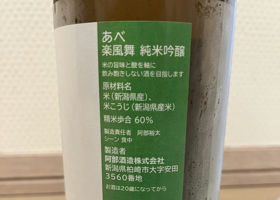 あべ
楽風舞 純米吟醸
米の旨味と酸を軸に
飲み飽きしない酒を目指します
原材料名
米(新潟県産)、
米こうじ(新潟県産米)
精米歩合 60%
製造責任者 阿部裕太
シーン 食中
製造者
阿部酒造株式会社
新潟県柏崎市大字安田
3560番地
お酒は20歳になってから